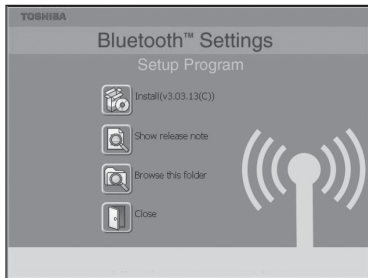 TOSHIBA
Bluetooth™ Settings
Setup Program
Install(v3.03.13(C))
Show release note
Browse this folder
Close